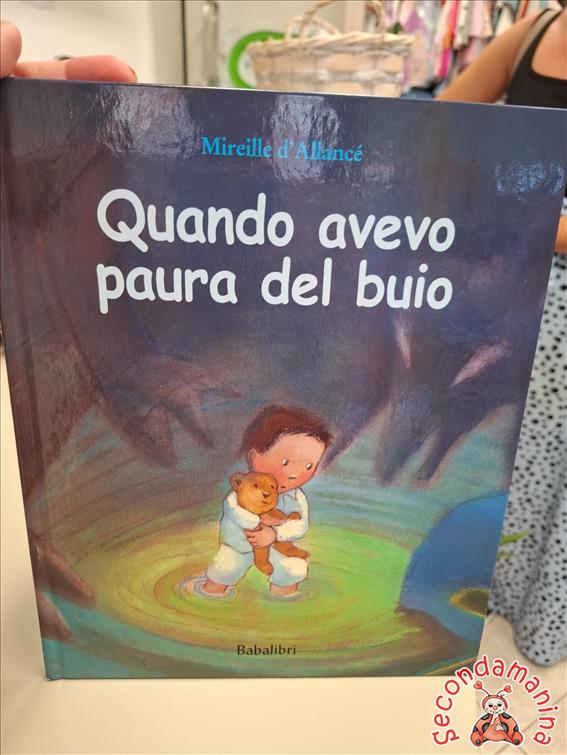 Mireille d'Allancé
Quando avevo
paura del buio
Babalibri
Secondamanina